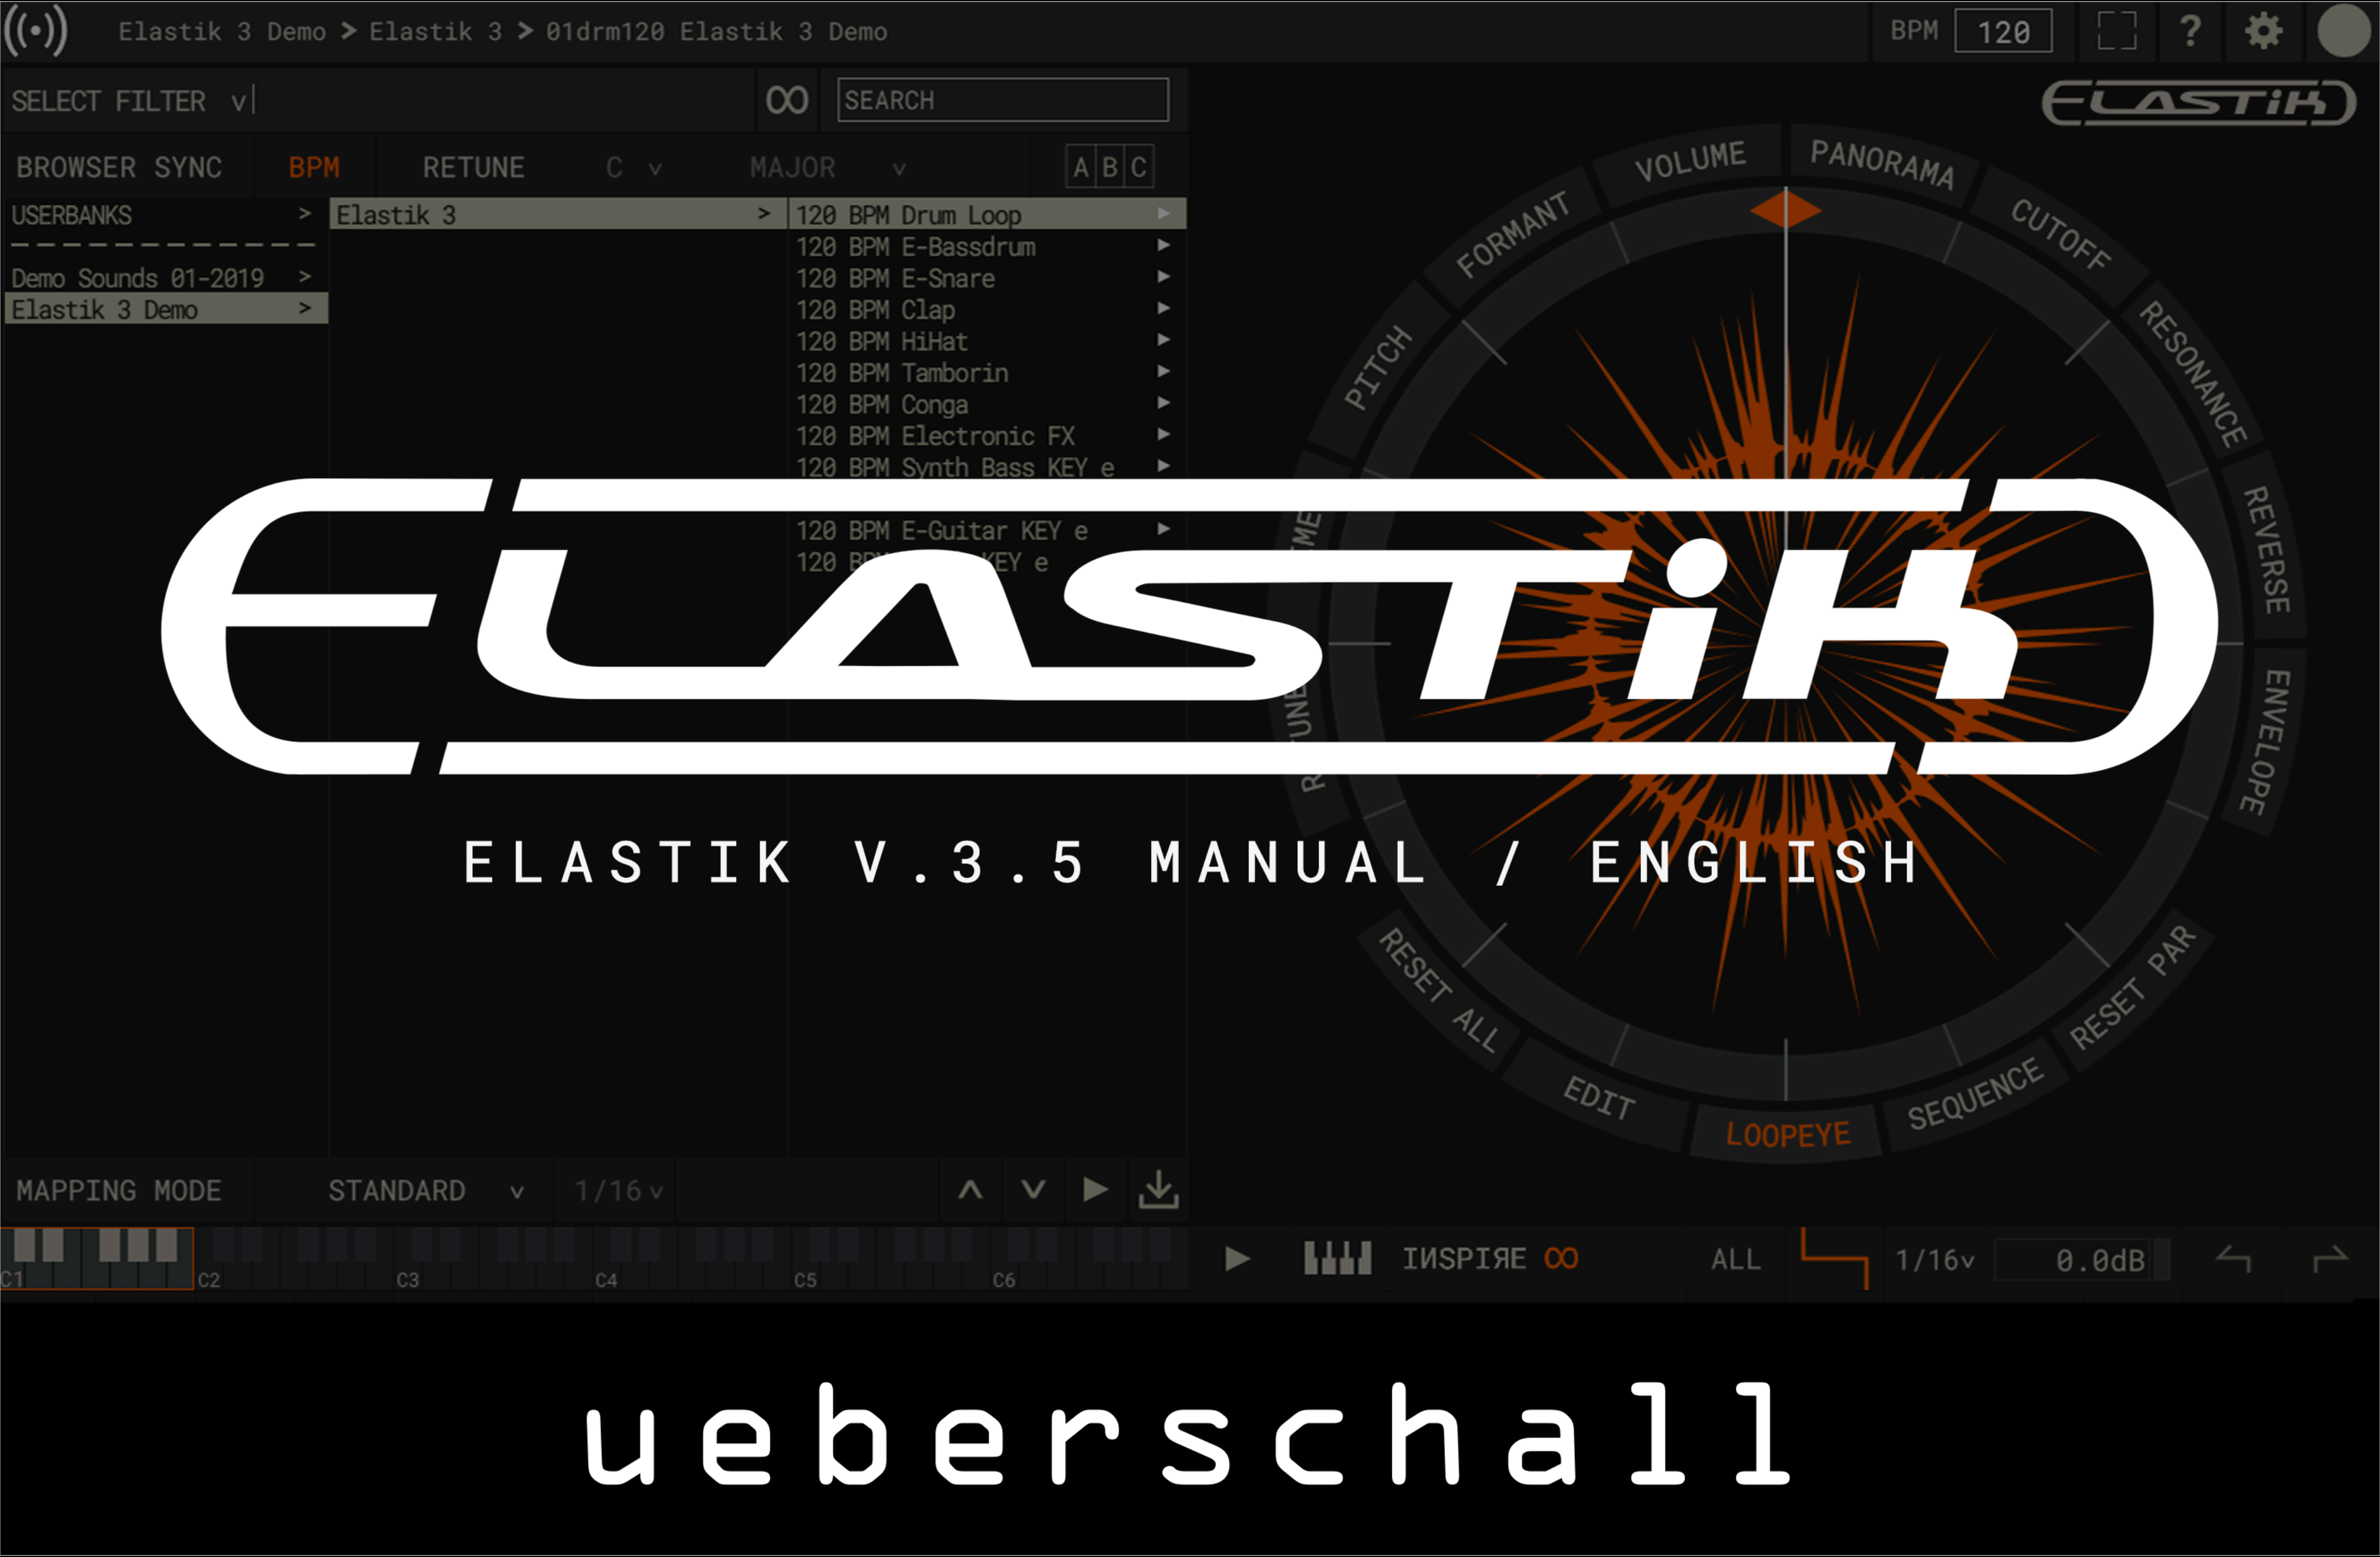 Elastik 3 Demo > Elastik 3 > 01drm120 Elastik 3 Demo
BPM 120 ?
SELECT FILTER v
∞ SEARCH
ELASTiK
BROWSER SYNC BPM RETUNE C v MAJOR v A B C
USERBANKS >
Demo Sounds 01-2019 >
Elastik 3 Demo >
Elastik 3 >
120 BPM Drum Loop
120 BPM E-Bassdrum
120 BPM E-Snare
120 BPM Clap
120 BPM HiHat
120 BPM Tamborin
120 BPM Conga
120 BPM Electronic FX
120 BPM Synth Bass KEY e
120 BPM E-Guitar KEY e
120 KEY e
PITCH
FORMANT
VOLUME
PANORAMA
CUTOFF
RESONANCE
REVERSE
ENVELOPE
ELASTiK
ELASTIK V.3.5 MANUAL / ENGLISH
RESET ALL
EDIT
LOOPEYE
SEQUENCE
RESET PAR
MAPPING MODE STANDARD v 1/16 v
C1 C2 C3 C4 C5 C6
INSPIRE ∞ ALL 1/16 v 0.0dB
ueberschall